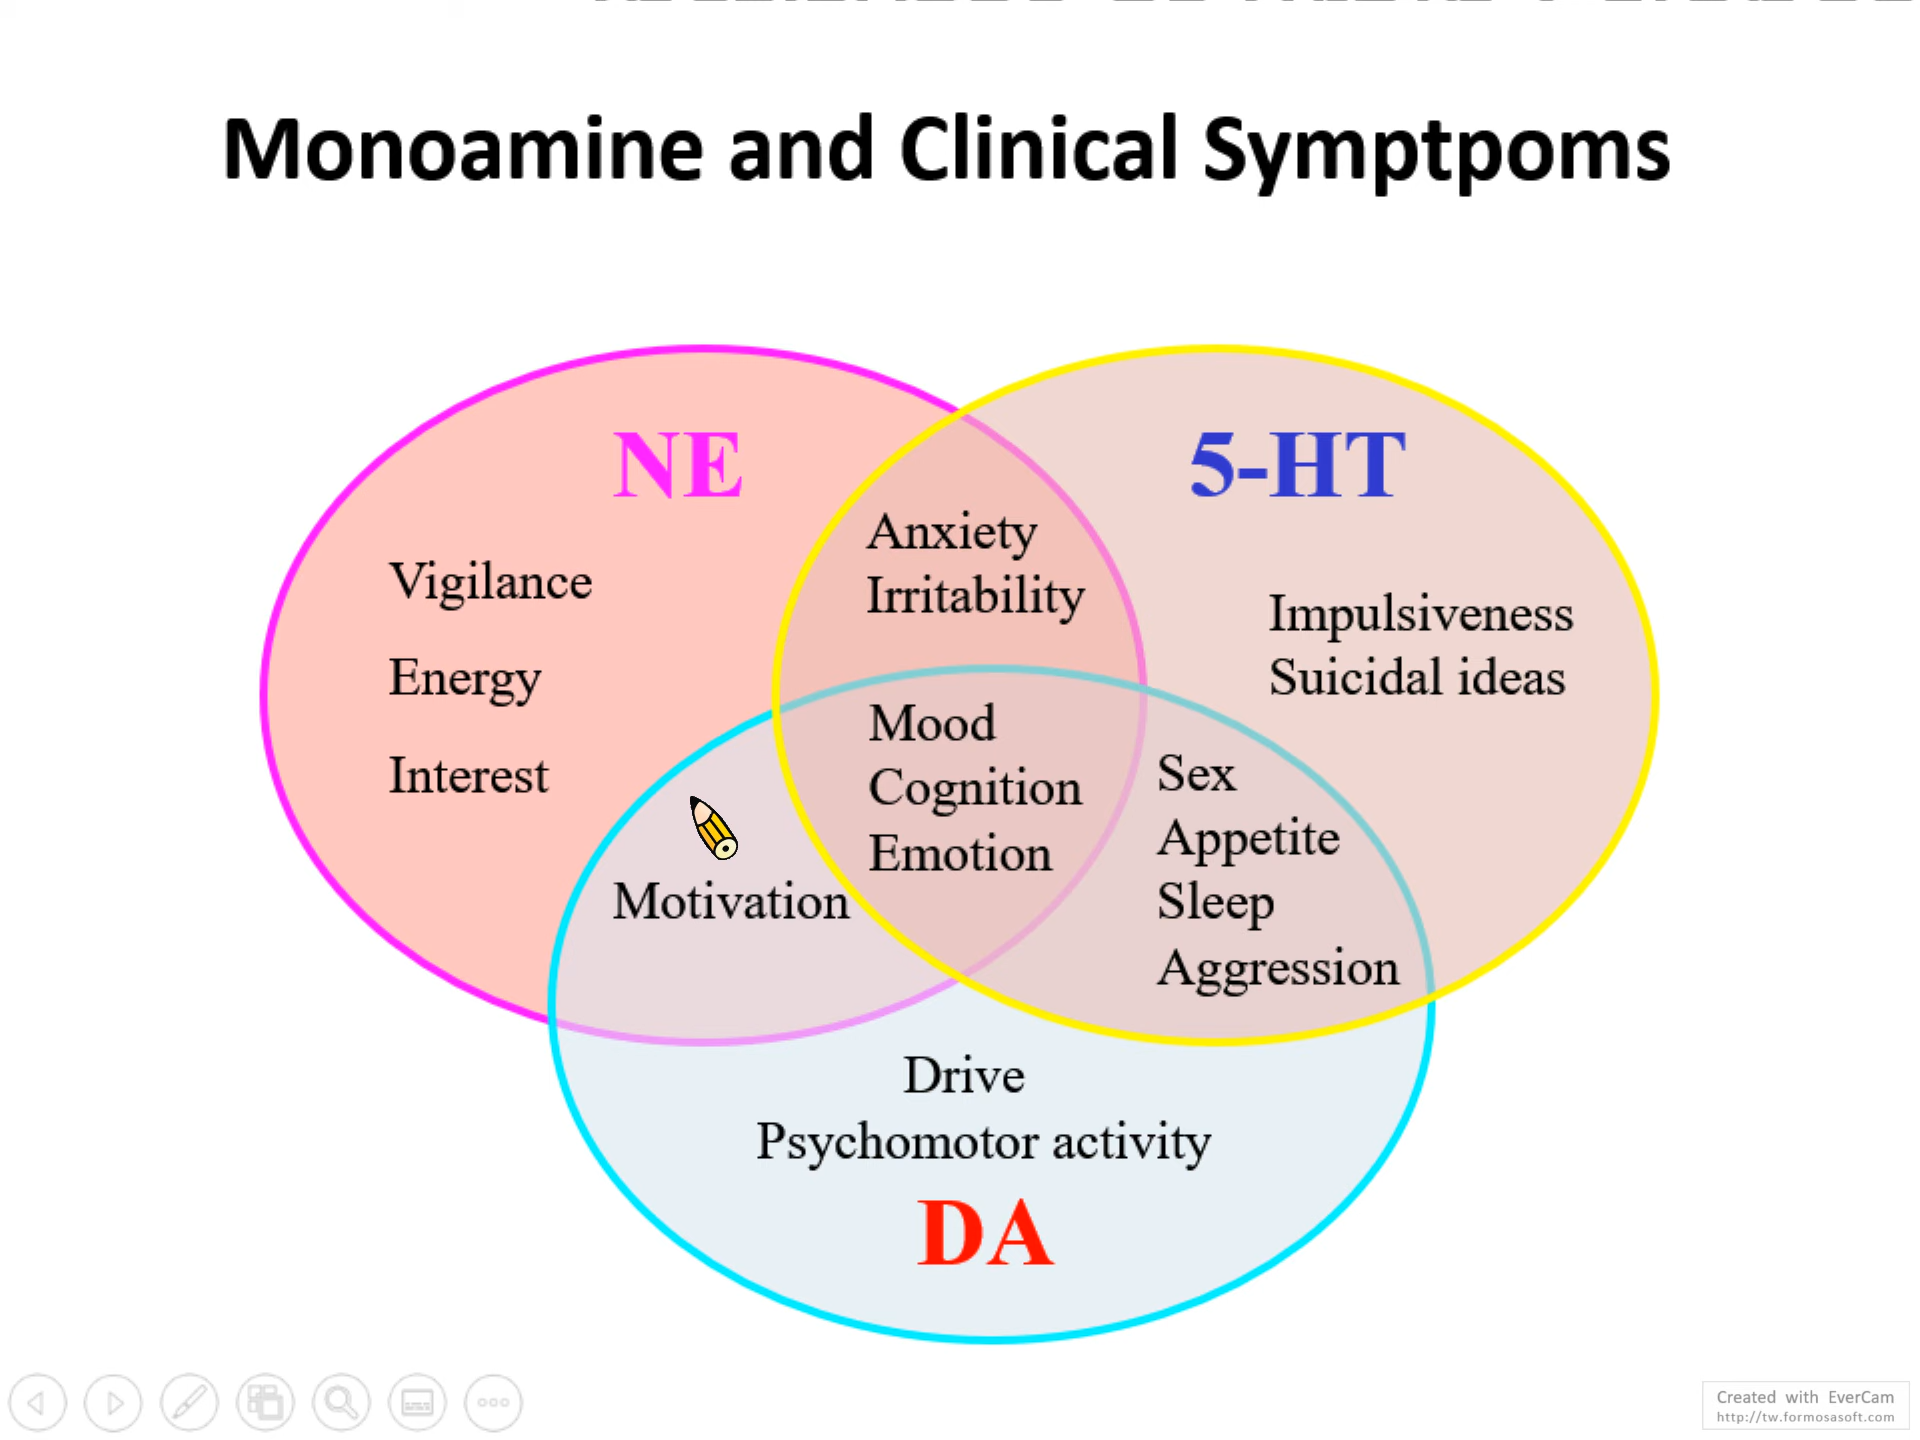 Monoamine and Clinical Symptpoms
NE
5-HT
Anxiety
Irritability
Vigilance
Energy
Interest
Impulsiveness
Suicidal ideas
Mood
Cognition
Emotion
Sex
Appetite
Sleep
Aggression
Motivation
Drive
Psychomotor activity
DA
Created with EverCam
http://tw.formosasoft.com